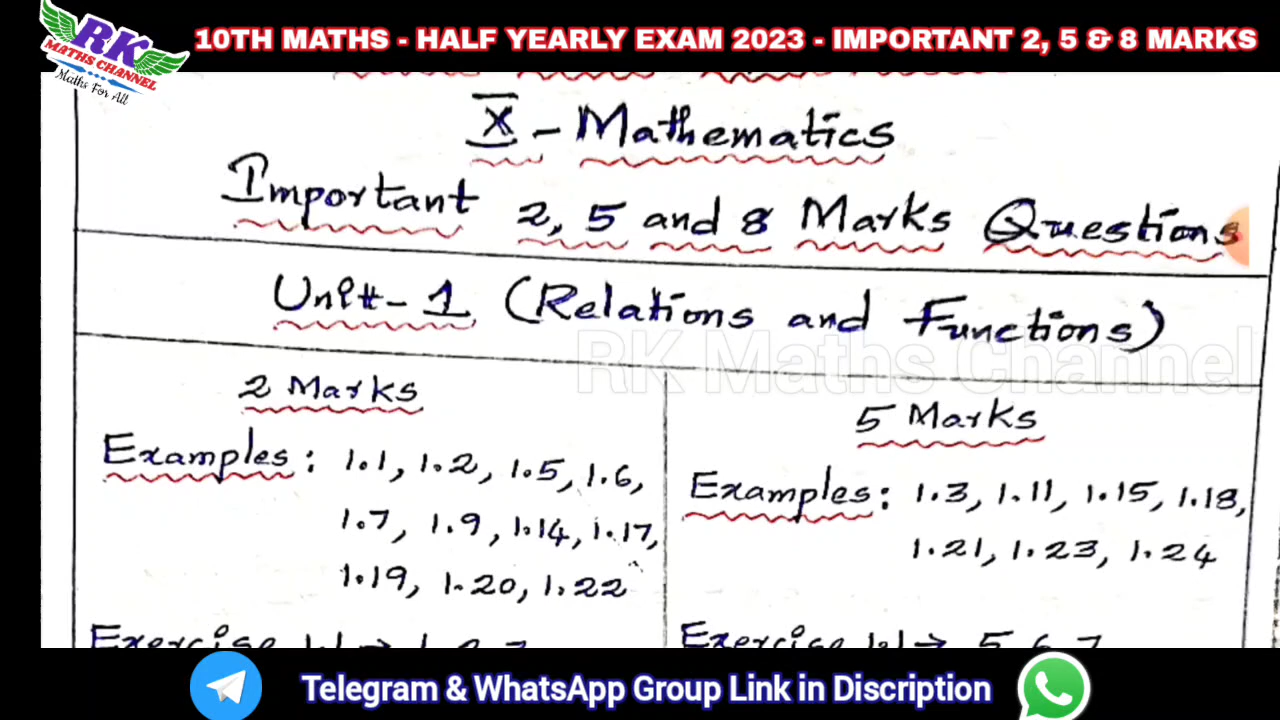 RK
MATHS CHANNEL
Maths For All
10TH MATHS - HALF YEARLY EXAM 2023 - IMPORTANT 2, 5 & 8 MARKS
X - Mathematics
Important 2, 5 and 8 Marks Questions
Unit - 1 (Relations and Functions)
RK Maths Channel
2 Marks
Examples : 1.1, 1.2, 1.5, 1.6,
1.7, 1.9, 1.14, 1.17,
1.19, 1.20, 1.22
5 Marks
Examples : 1.3, 1.11, 1.15, 1.18,
1.21, 1.23, 1.24
Telegram & WhatsApp Group Link in Discription